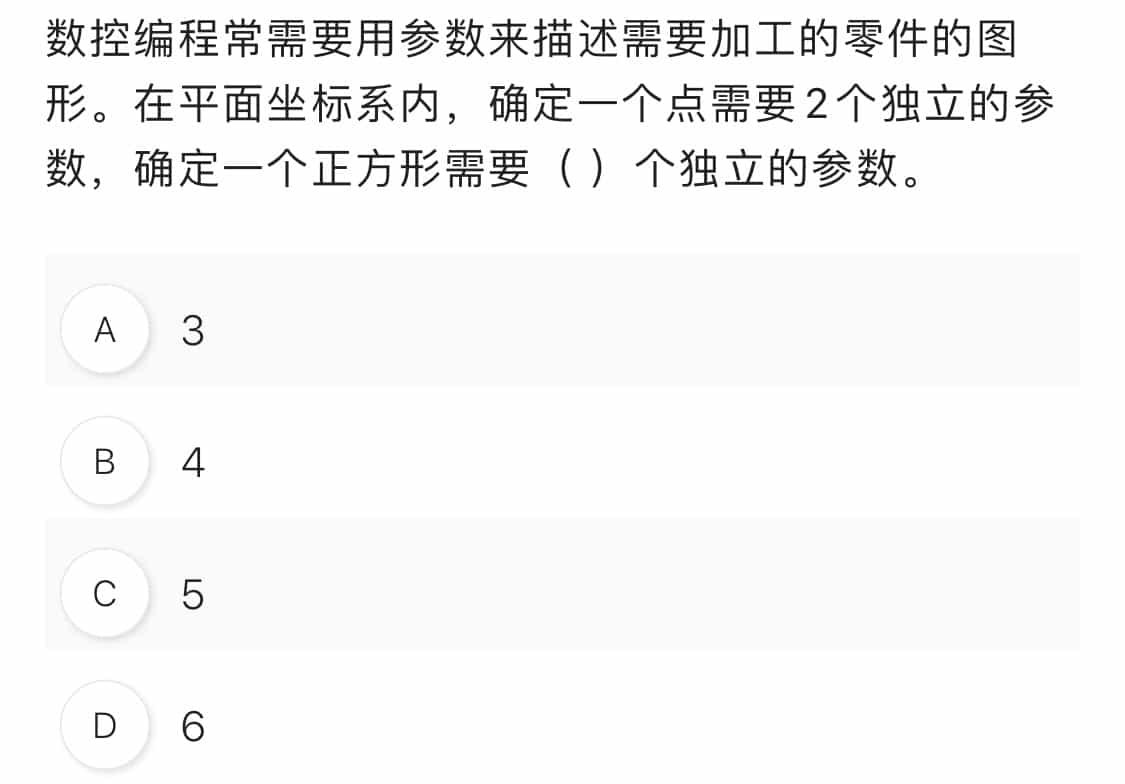 数控编程常需要用参数来描述需要加工的零件的图
形。在平面坐标系内，确定一个点需要2个独立的参
数，确定一个正方形需要（ ）个独立的参数。
A 3
B 4
C 5
D 6